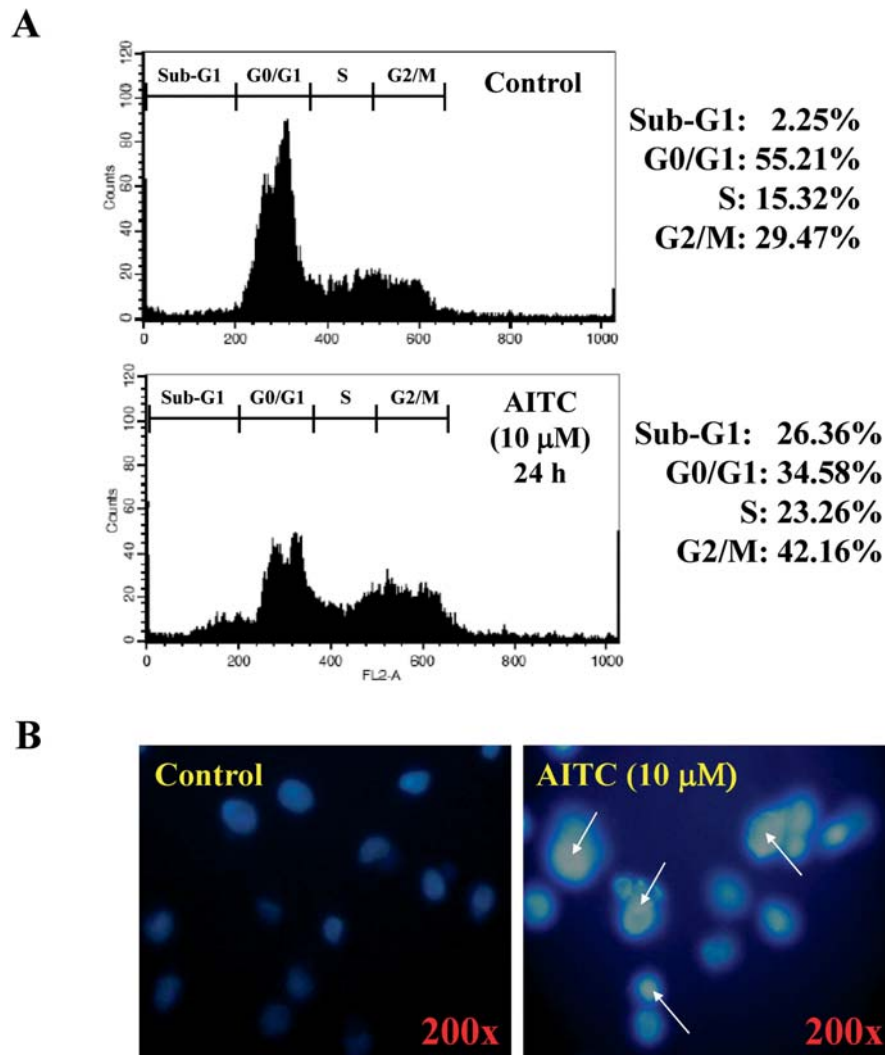 A
120
100
80
60
40
20
0
Counts
Sub-G1 G0/G1 S G2/M
Control
0 200 400 600 800 1000
Sub-G1: 2.25%
G0/G1: 55.21%
S: 15.32%
G2/M: 29.47%
120
100
80
60
40
20
0
Counts
Sub-G1 G0/G1 S G2/M
AITC
(10 μM)
24 h
0 200 400 600 800 1000
FL2-A
Sub-G1: 26.36%
G0/G1: 34.58%
S: 23.26%
G2/M: 42.16%
B
Control
200x
AITC (10 μM)
200x